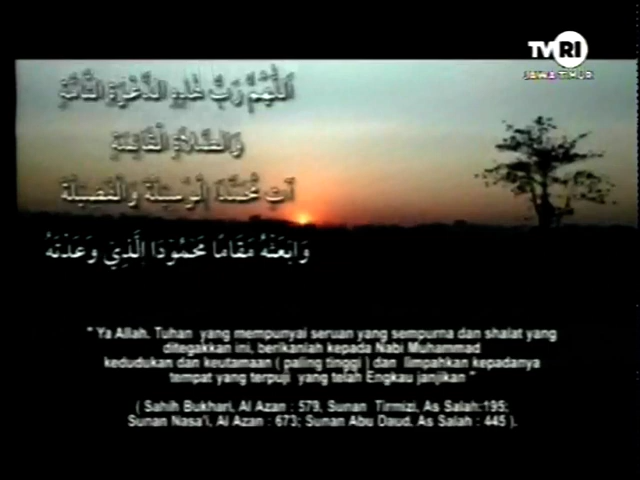 TVRI
JAWA TIMUR
اَللّٰهُمَّ رَبَّ هٰذِهِ الدَّعْوَةِ التَّامَّةِ
وَالصَّلَاةِ الْقَائِمَةِ
آتِ مُحَمَّدَا الْوَسِيْلَةَ وَالْفَضِيْلَةَ
وَابْعَثْهُ مَقَامًا مَحْمُوْدَا الَّذِيْ وَعَدْتَهُ
" Ya Allah. Tuhan yang mempunyai seruan yang sempurna dan shalat yang
ditegakkan ini, berikanlah kepada Nabi Muhammad
kedudukan dan keutamaan ( paling tinggi ) dan limpahkan kepadanya
tempat yang terpuji yang telah Engkau janjikan "
( Sahih Bukhari, Al Azan : 579, Sunan Tirmizi, As Salah:195;
Sunan Nasa'i, Al Azan : 673; Sunan Abu Daud, As Salah : 445 ).